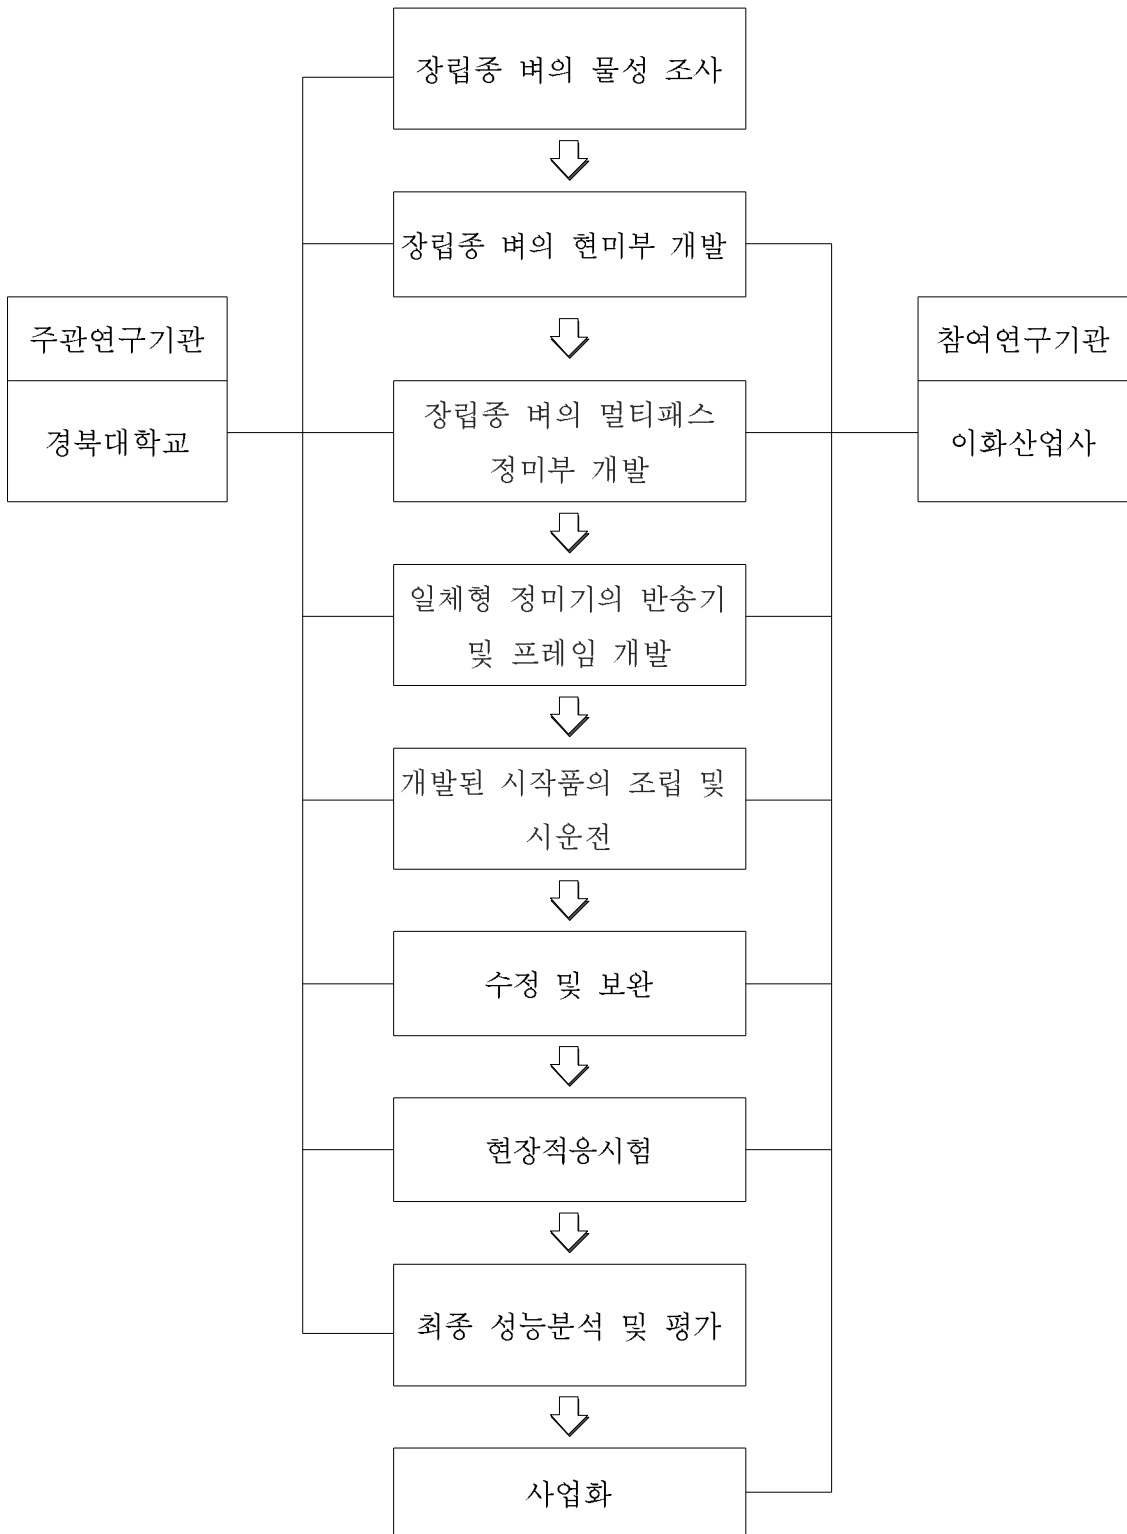 장립종 벼의 물성 조사
장립종 벼의 현미부 개발
주관연구기관
경북대학교
참여연구기관
이화산업사
장립종 벼의 멀티패스
정미부 개발
일체형 정미기의 반송기
및 프레임 개발
개발된 시작품의 조립 및
시운전
수정 및 보완
현장적응시험
최종 성능분석 및 평가
사업화